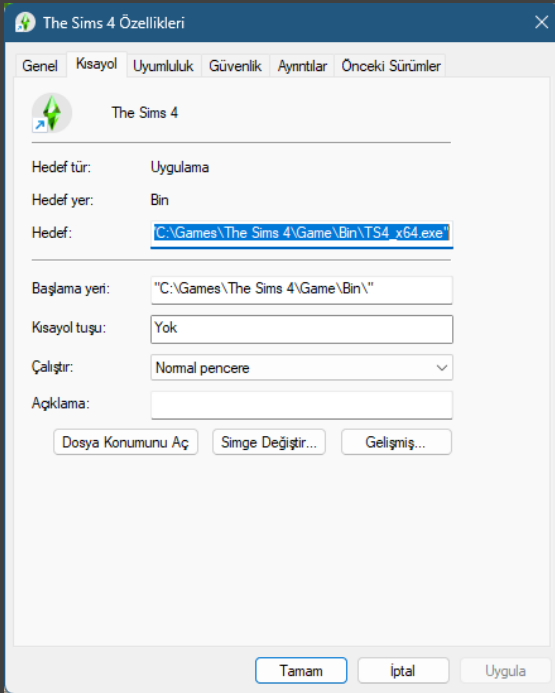 The Sims 4 Özellikleri
Genel Kısayol Uyumluluk Güvenlik Ayrıntılar Önceki Sürümler
The Sims 4
Hedef tür: Uygulama
Hedef yer: Bin
Hedef: "C:\Games\The Sims 4\Game\Bin\TS4_x64.exe"
Başlama yeri: "C:\Games\The Sims 4\Game\Bin\"
Kısayol tuşu: Yok
Çalıştır: Normal pencere
Açıklama:
Dosya Konumunu Aç Simge Değiştir... Gelişmiş...
Tamam İptal Uygula